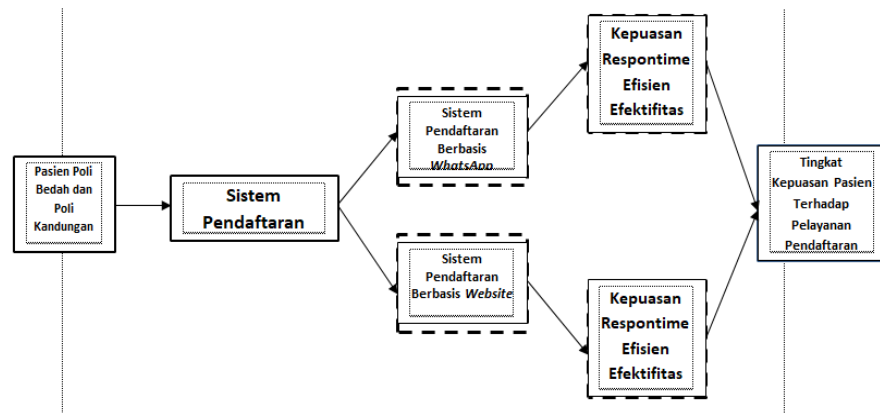 Pasien Poli
Bedah dan
Poli
Kandungan
Sistem
Pendaftaran
Sistem
Pendaftaran
Berbasis
WhatsApp
Sistem
Pendaftaran
Berbasis Website
Kepuasan
Respontime
Efisien
Efektifitas
Kepuasan
Respontime
Efisien
Efektifitas
Tingkat
Kepuasan Pasien
Terhadap
Pelayanan
Pendaftaran